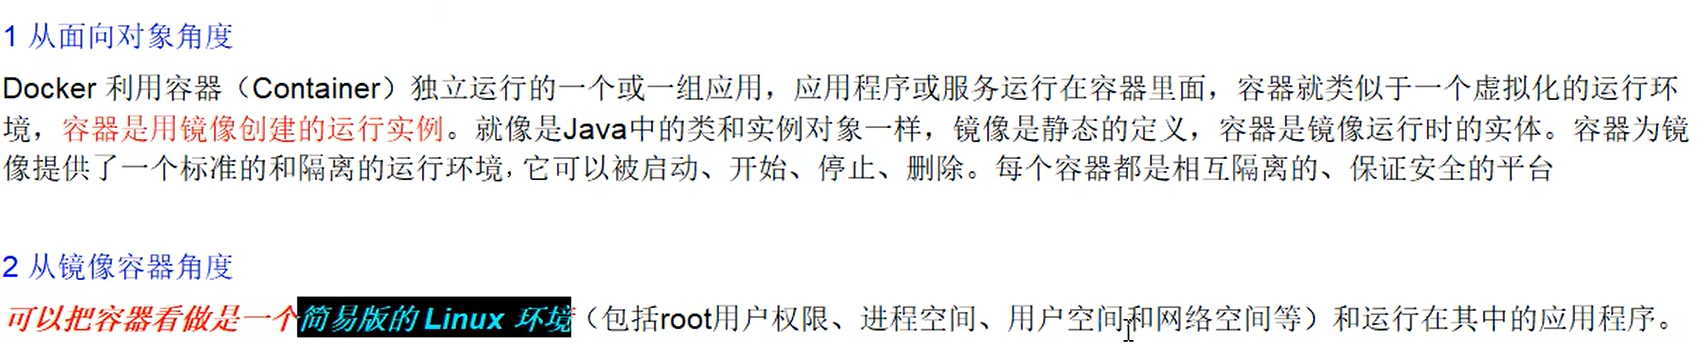 1 从面向对象角度
Docker 利用容器（Container）独立运行的一个或一组应用，应用程序或服务运行在容器里面，容器就类似于一个虚拟化的运行环
境，容器是用镜像创建的运行实例。就像是Java中的类和实例对象一样，镜像是静态的定义，容器是镜像运行时的实体。容器为镜
像提供了一个标准的和隔离的运行环境，它可以被启动、开始、停止、删除。每个容器都是相互隔离的、保证安全的平台
2 从镜像容器角度
可以把容器看做是一个简易版的 Linux 环境（包括root用户权限、进程空间、用户空间和网络空间等）和运行在其中的应用程序。